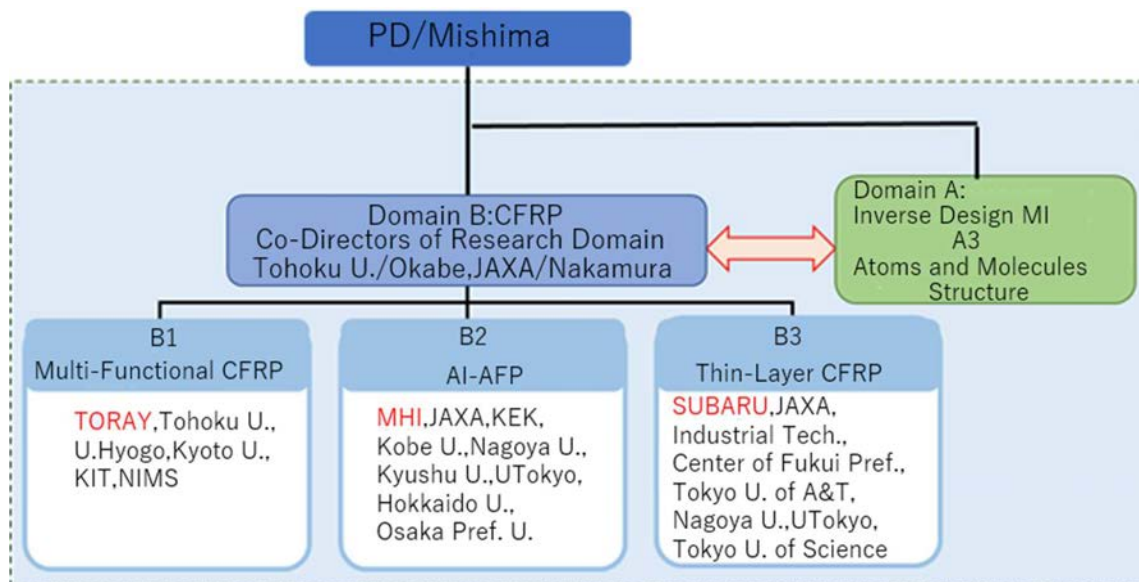 PD/Mishima
Domain B:CFRP
Co-Directors of Research Domain
Tohoku U./Okabe,JAXA/Nakamura
Domain A:
Inverse Design MI
A3
Atoms and Molecules
Structure
B1
Multi-Functional CFRP
TORAY,Tohoku U.,
U.Hyogo,Kyoto U.,
KIT,NIMS
B2
AI-AFP
MHI,JAXA,KEK,
Kobe U.,Nagoya U.,
Kyushu U.,UTokyo,
Hokkaido U.,
Osaka Pref. U.
B3
Thin-Layer CFRP
SUBARU,JAXA,
Industrial Tech.,
Center of Fukui Pref.,
Tokyo U. of A&T,
Nagoya U.,UTokyo,
Tokyo U. of Science